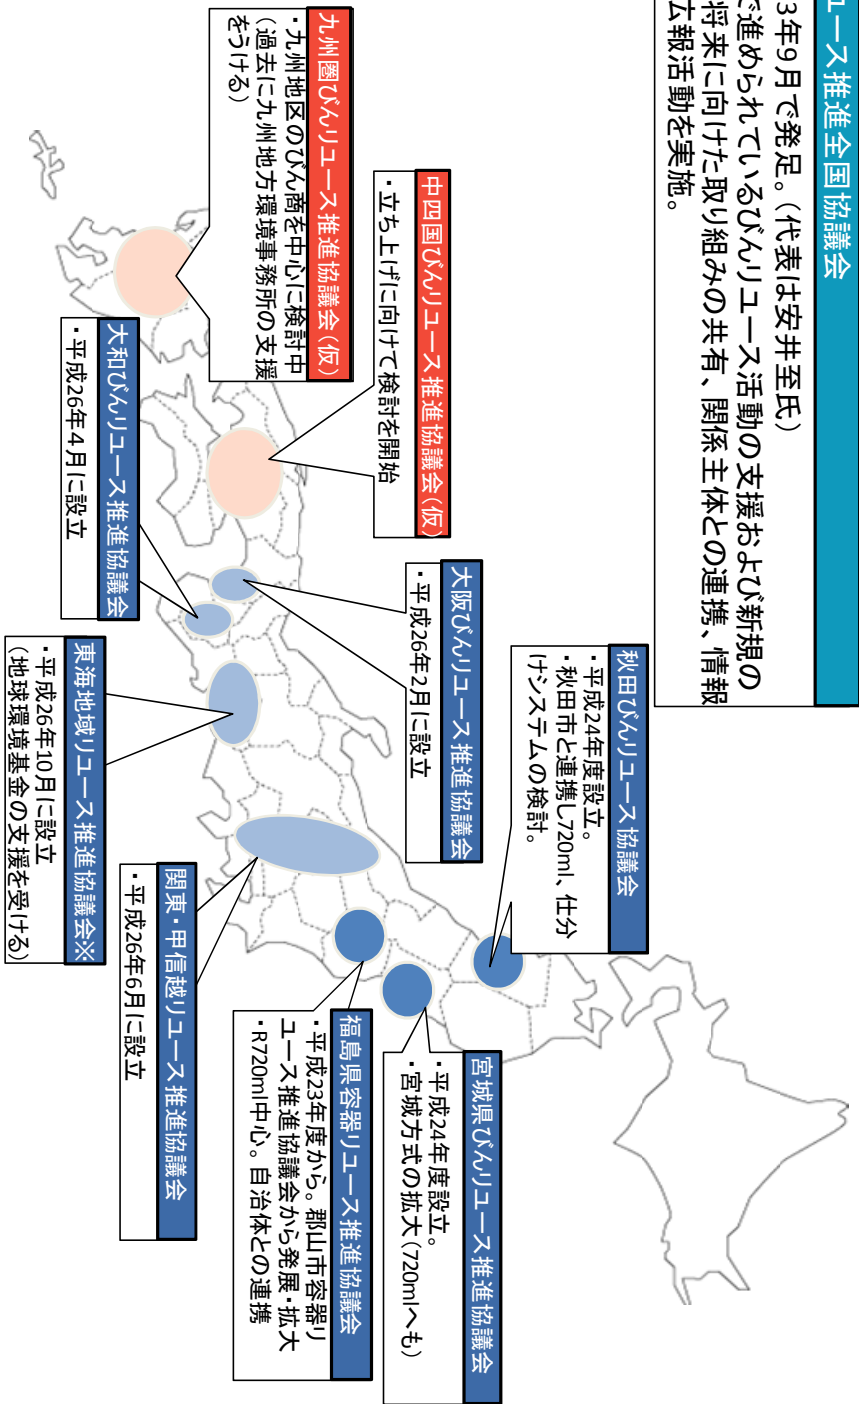 ユース推進全国協議会
3年9月で発足。(代表は安井至氏)
で進められているびんリユース活動の支援および新規の
将来に向けた取り組みの共有、関係主体との連携、情報
広報活動を実施。
秋田びんリユース協議会
・平成24年度設立。
・秋田市と連携し720ml、仕分
けシステムの検討。
宮城県びんリユース推進協議会
・平成24年度設立。
・宮城方式の拡大(720mlへも)
福島県容器リユース推進協議会
・平成23年度から。郡山市容器リ
ユース推進協議会から発展・拡大
・R720ml中心。自治体との連携
大阪びんリユース推進協議会
・平成26年2月に設立
中四国びんリユース推進協議会(仮)
・立ち上げに向けて検討を開始
九州圏びんリユース推進協議会(仮)
・九州地区のびん商を中心に検討中
(過去に九州地方環境事務所の支援
をうける)
関東・甲信越リユース推進協議会
・平成26年6月に設立
大和びんリユース推進協議会
・平成26年4月に設立
東海地域リユース推進協議会※
・平成26年10月に設立
(地球環境基金の支援を受ける)